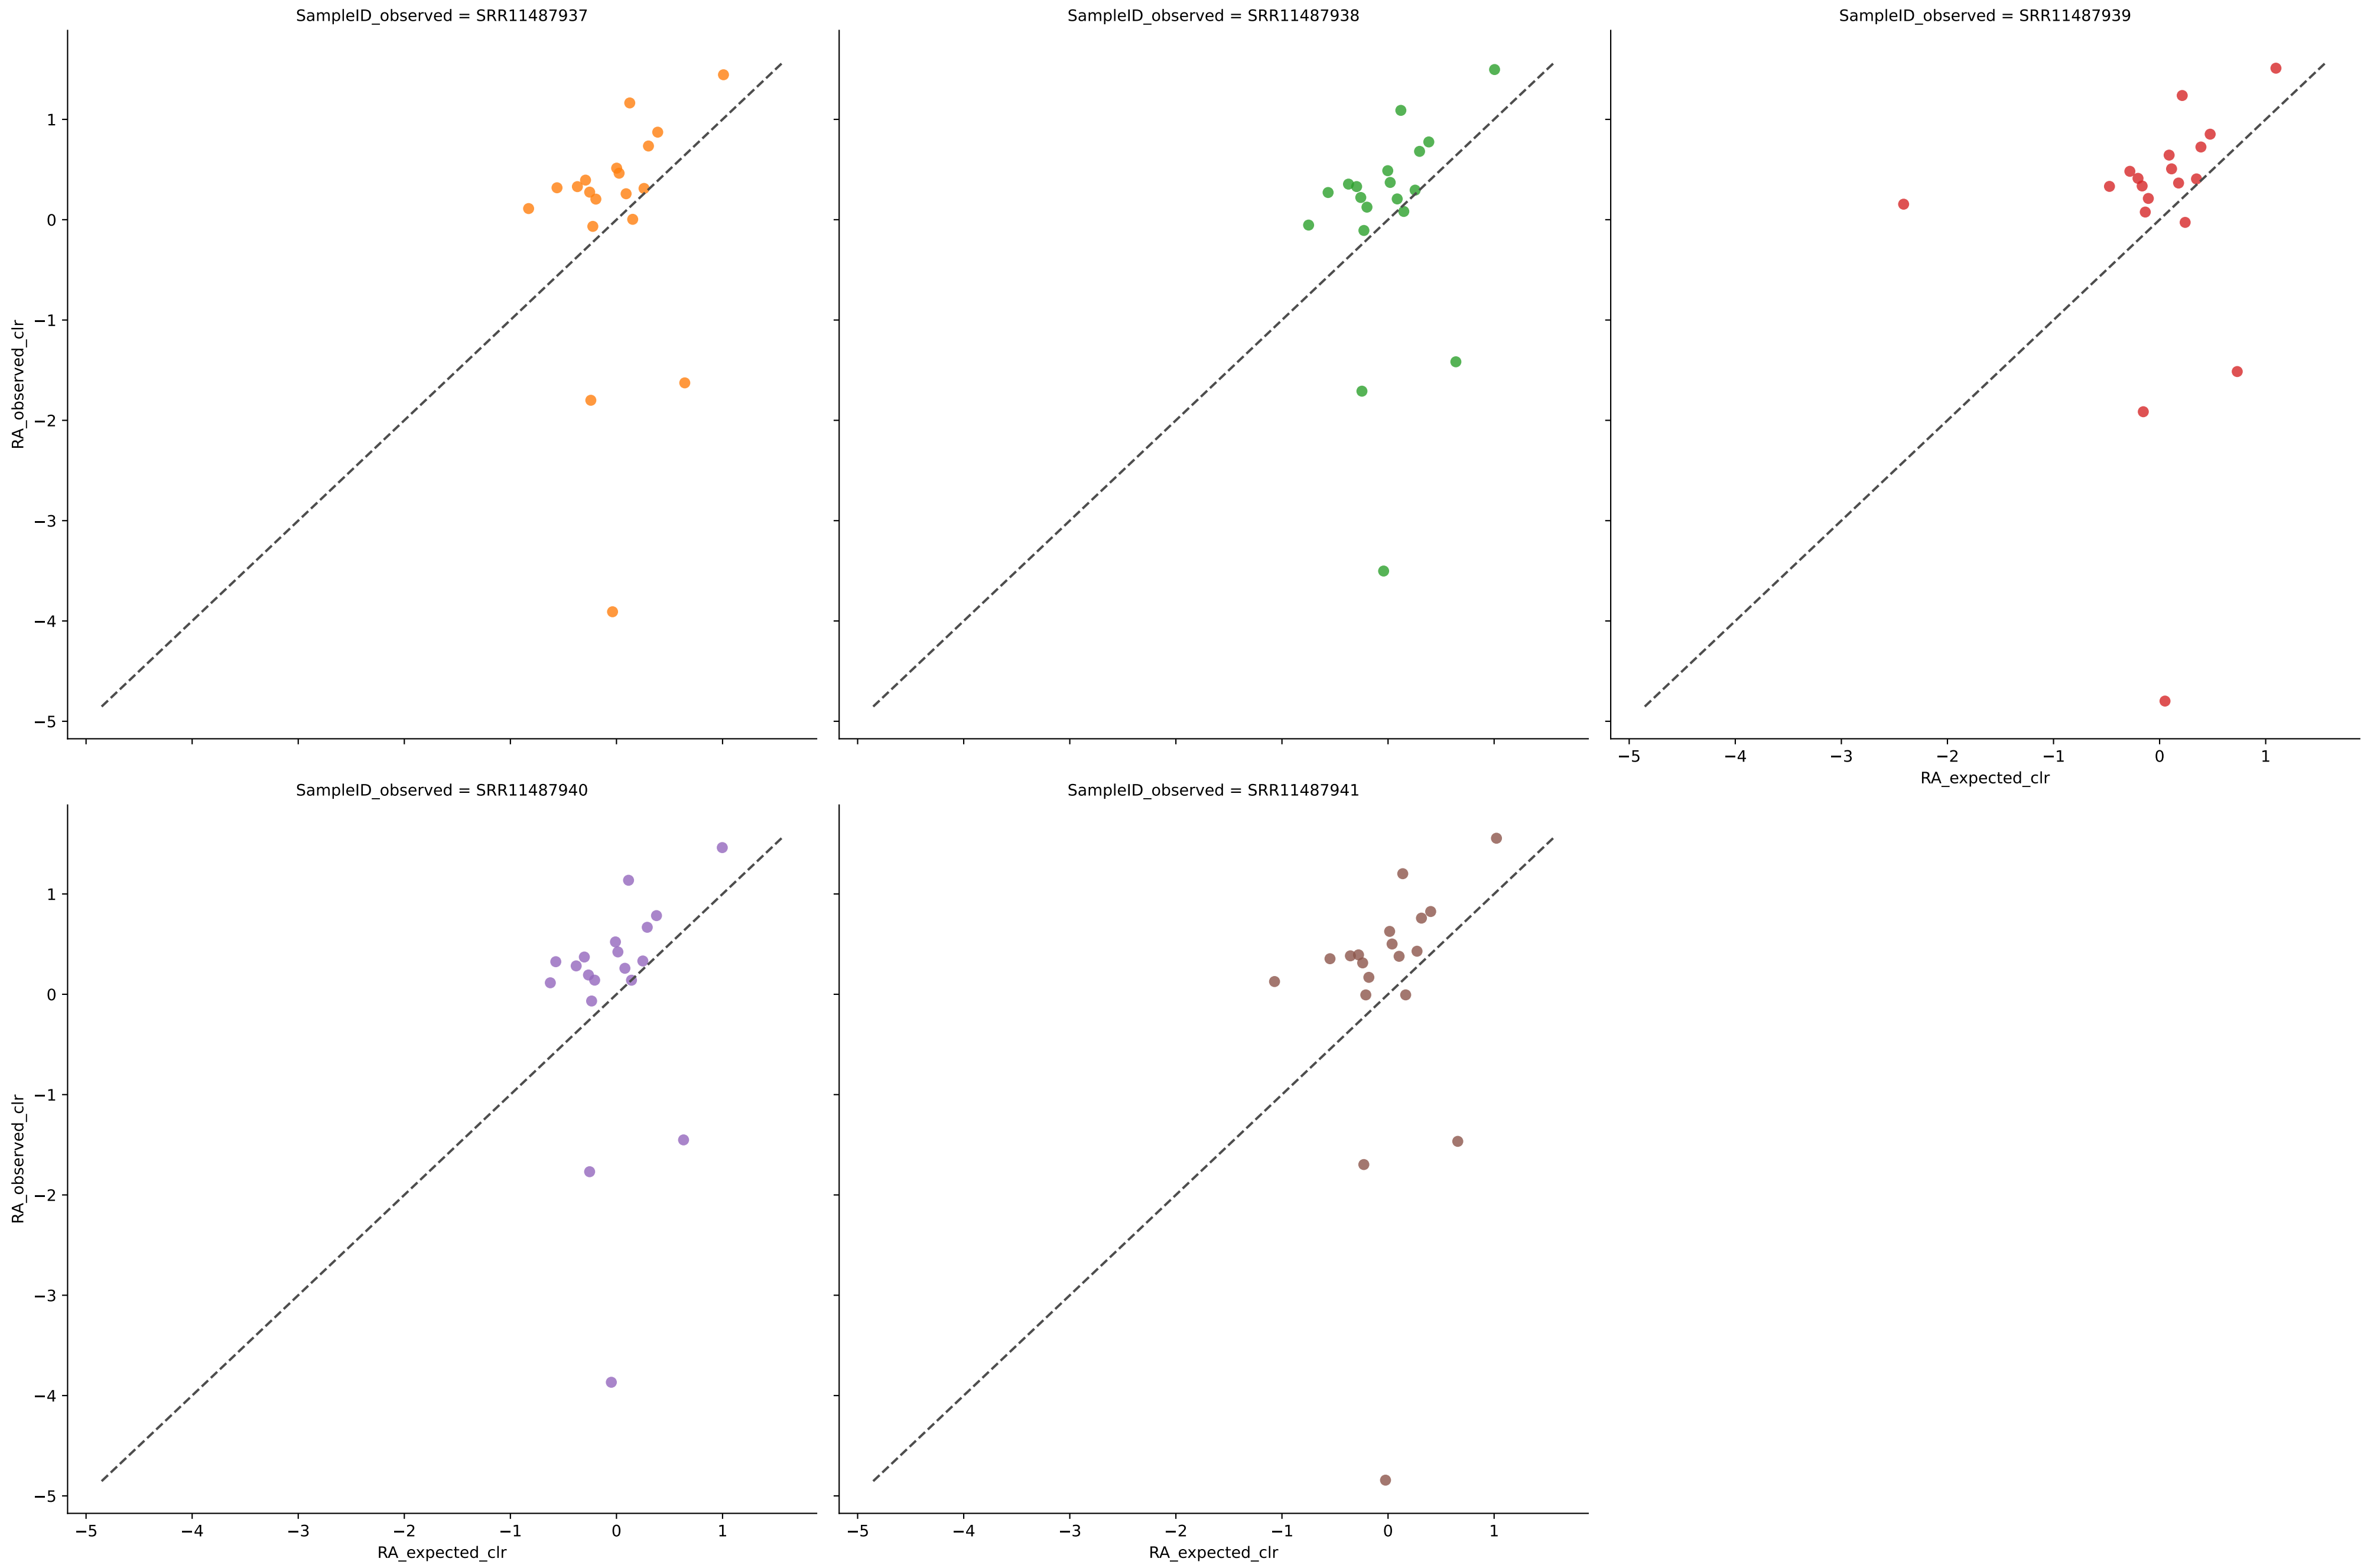 SampleID_observed = SRR11487937
SampleID_observed = SRR11487938
SampleID_observed = SRR11487939
RA_observed_clr
1
0
−1
−2
−3
−4
−5
−5 −4 −3 −2 −1 0 1
RA_expected_clr
SampleID_observed = SRR11487940
SampleID_observed = SRR11487941
RA_observed_clr
1
0
−1
−2
−3
−4
−5
−5 −4 −3 −2 −1 0 1
RA_expected_clr
−5 −4 −3 −2 −1 0 1
RA_expected_clr